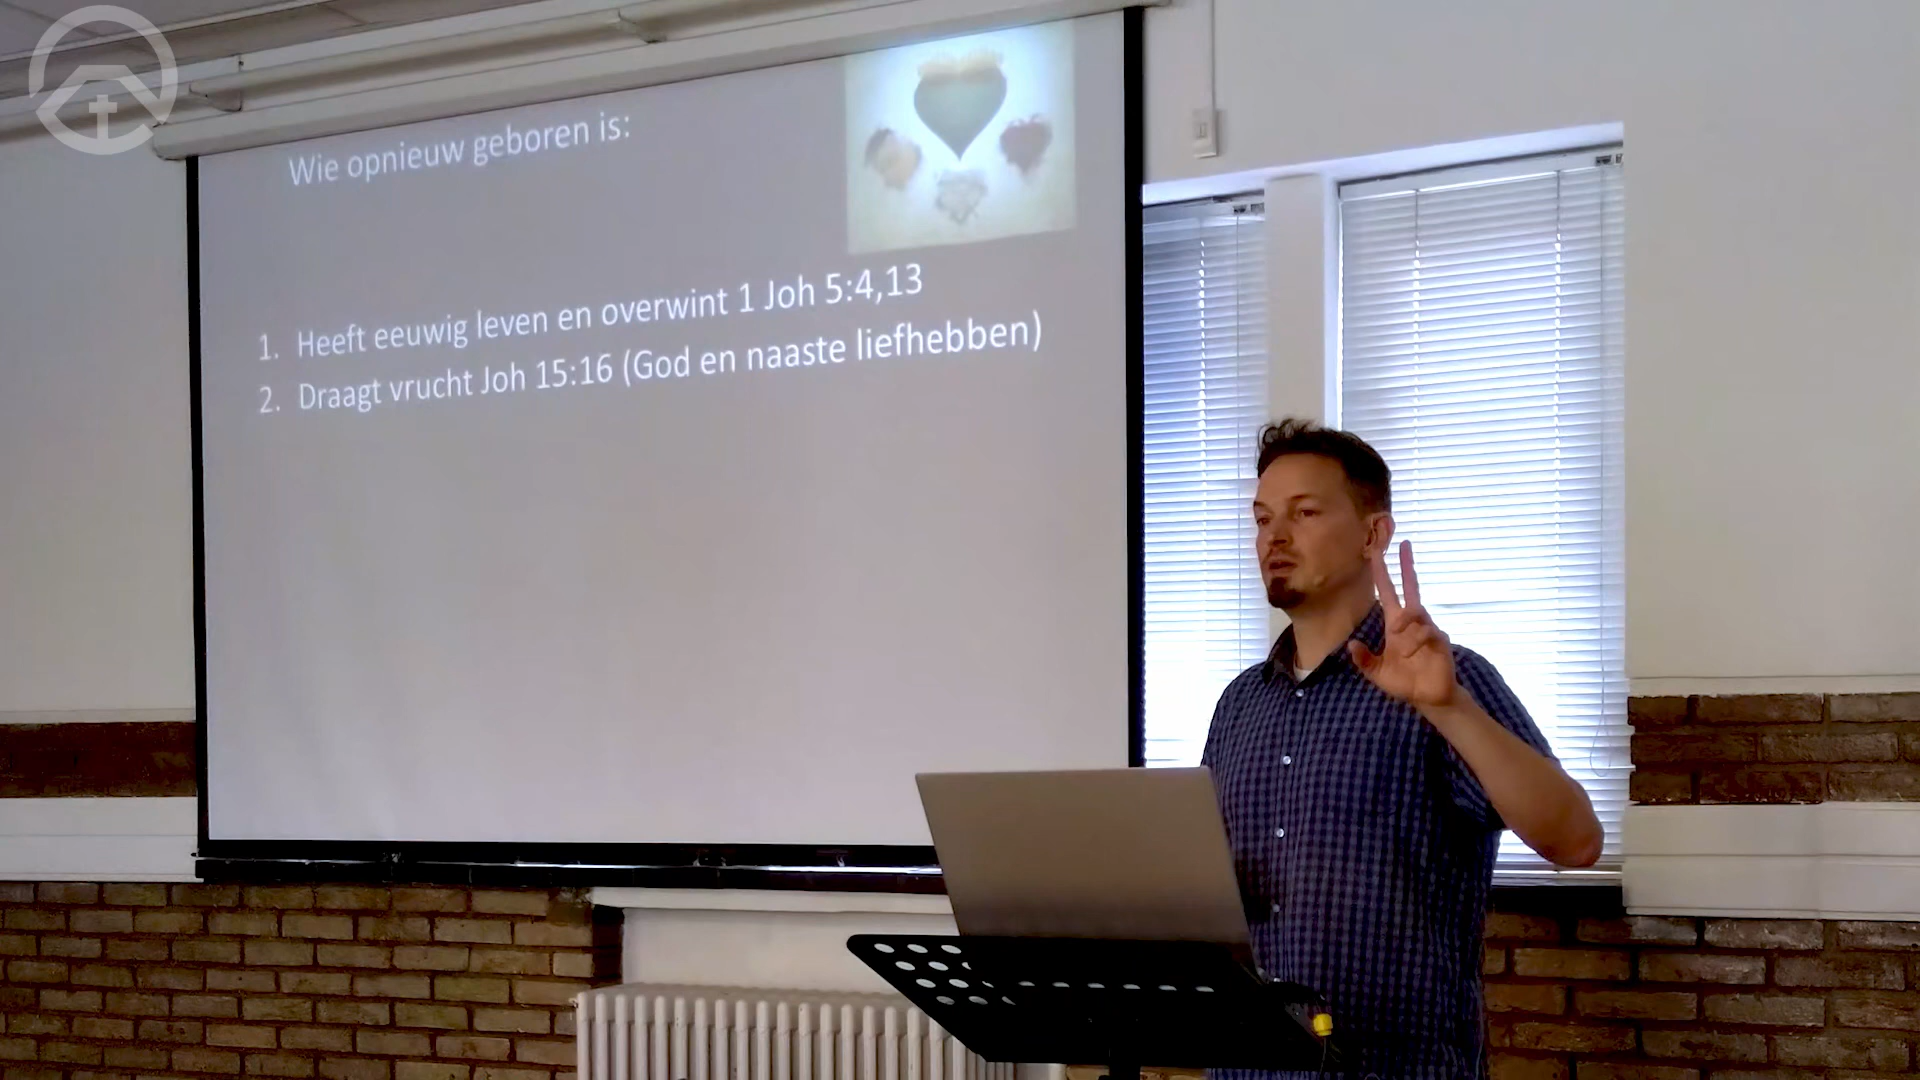 Wie opnieuw geboren is:
1. Heeft eeuwig leven en overwint 1 Joh 5:4,13
2. Draagt vrucht Joh 15:16 (God en naaste liefhebben)